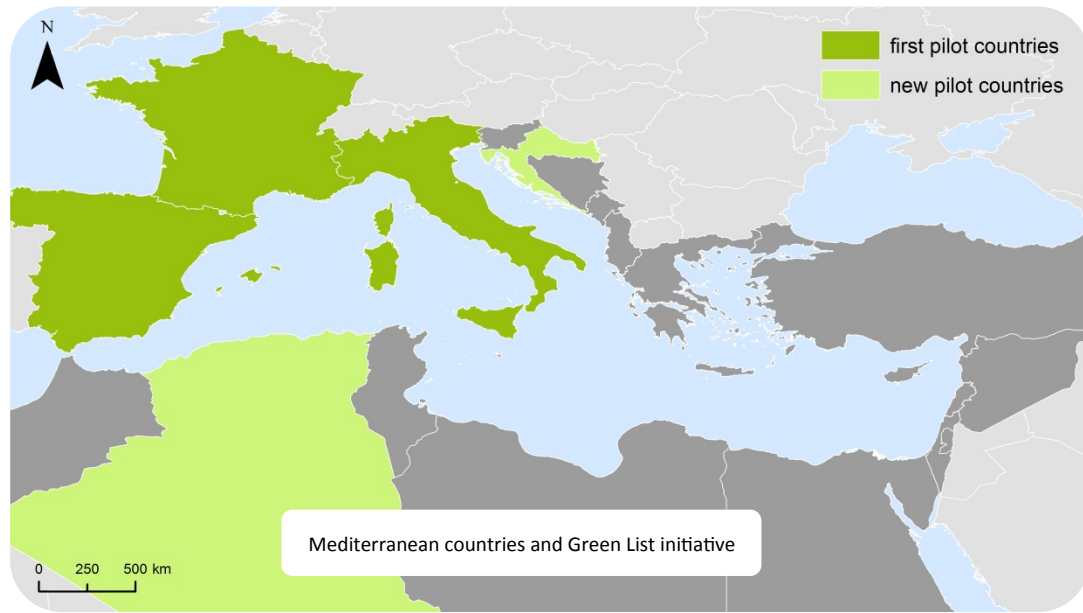 N
first pilot countries
new pilot countries
Mediterranean countries and Green List initiative
0 250 500 km